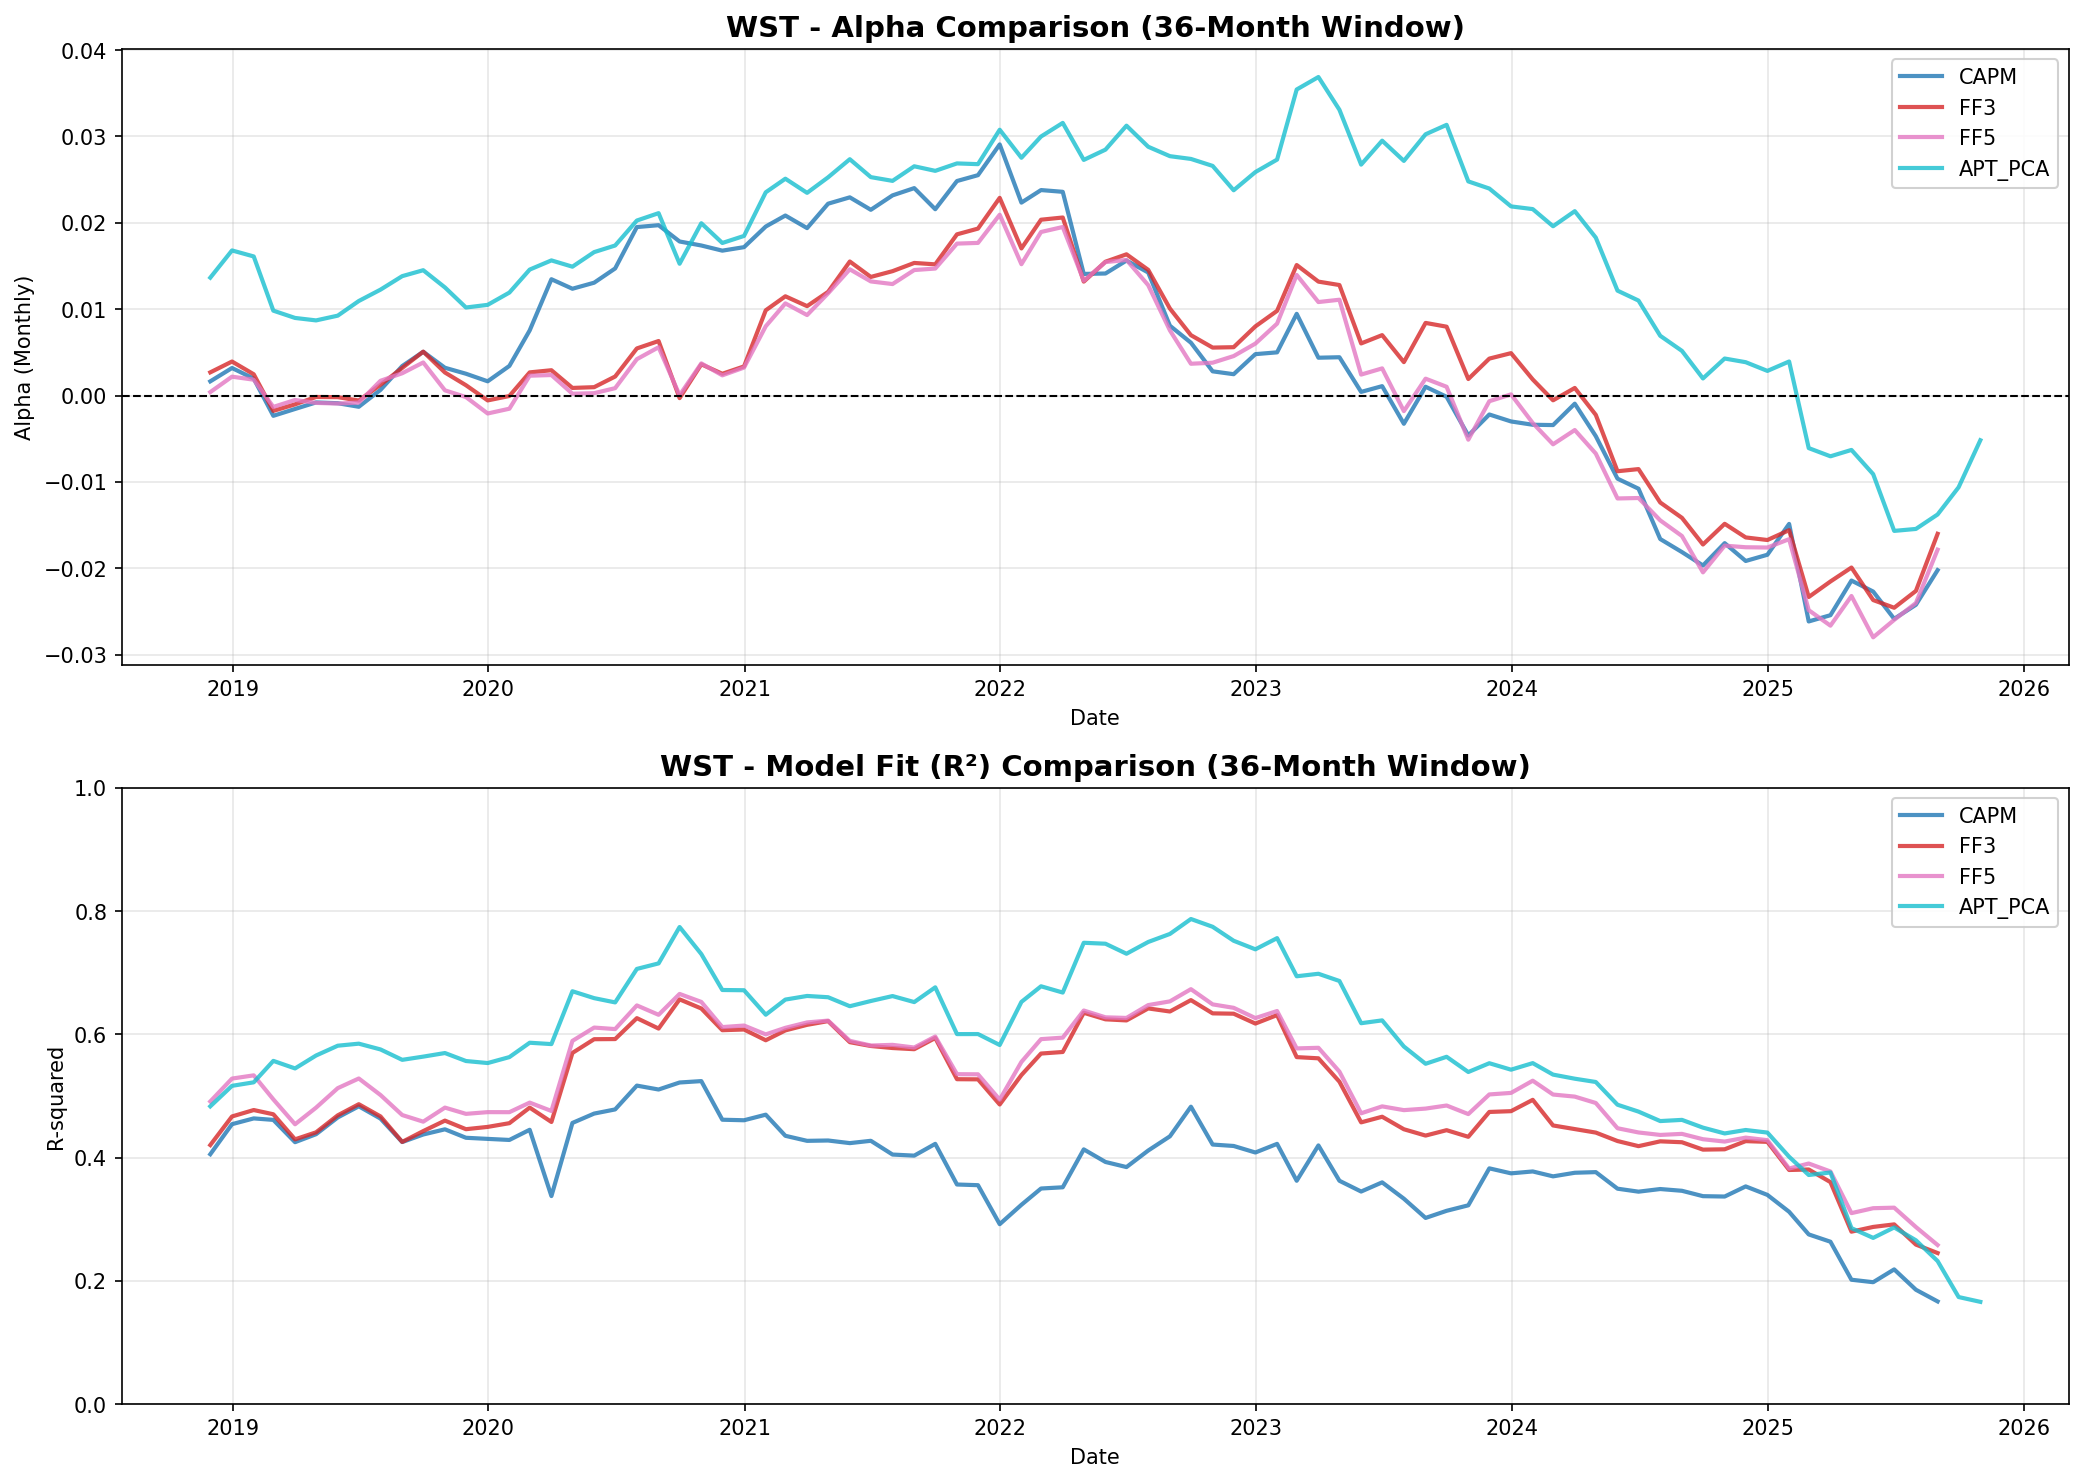 WST - Alpha Comparison (36-Month Window)
0.04
0.03
0.02
0.01
0.00
−0.01
−0.02
−0.03
Alpha (Monthly)
CAPM
FF3
FF5
APT_PCA
2019 2020 2021 2022 2023 2024 2025 2026
Date
WST - Model Fit (R²) Comparison (36-Month Window)
1.0
0.8
0.6
0.4
0.2
0.0
R-squared
CAPM
FF3
FF5
APT_PCA
2019 2020 2021 2022 2023 2024 2025 2026
Date